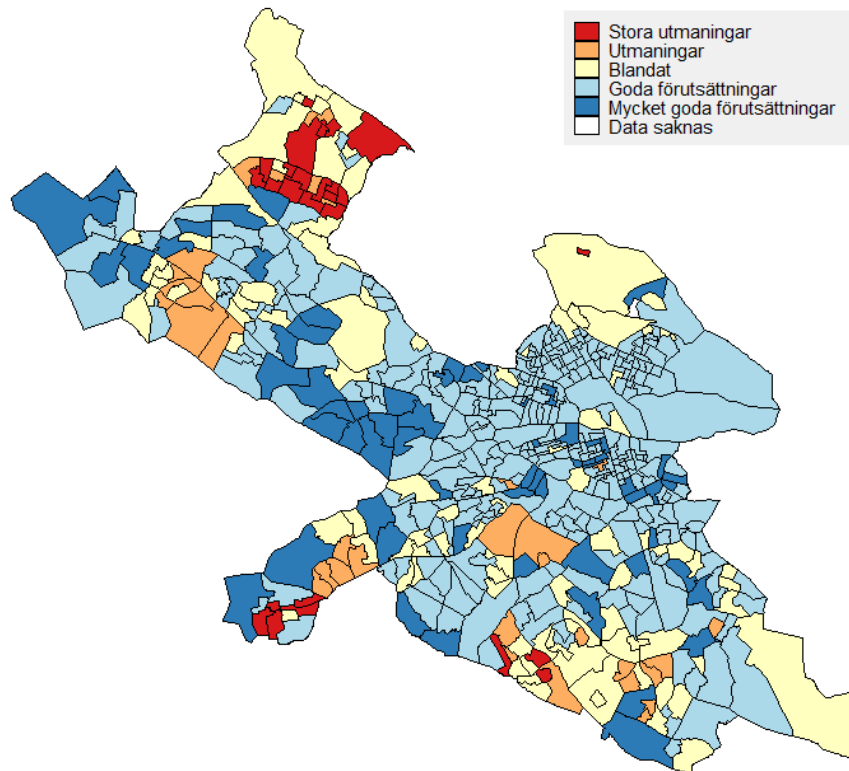 Stora utmaningar
Utmaningar
Blandat
Goda förutsättningar
Mycket goda förutsättningar
Data saknas